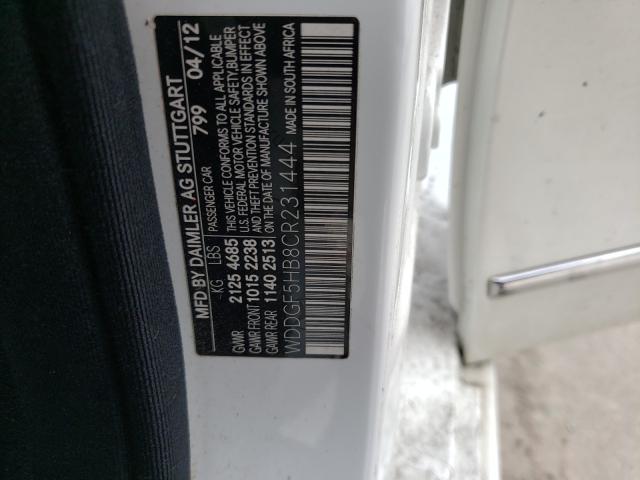 MFD BY DAIMLER AG STUTTGART
799 04/12
PASSENGER CAR
KG LBS
GAWR 2125 4685
GAWR FRONT 1015 2238
GAWR REAR 1140 2513
THIS VEHICLE CONFORMS TO ALL APPLICABLE
U.S. FEDERAL MOTOR VEHICLE SAFETY, BUMPER
AND THEFT PREVENTION STANDARDS IN EFFECT
ON THE DATE OF MANUFACTURE SHOWN ABOVE
MADE IN SOUTH AFRICA
WDDGF5HB8CR231444